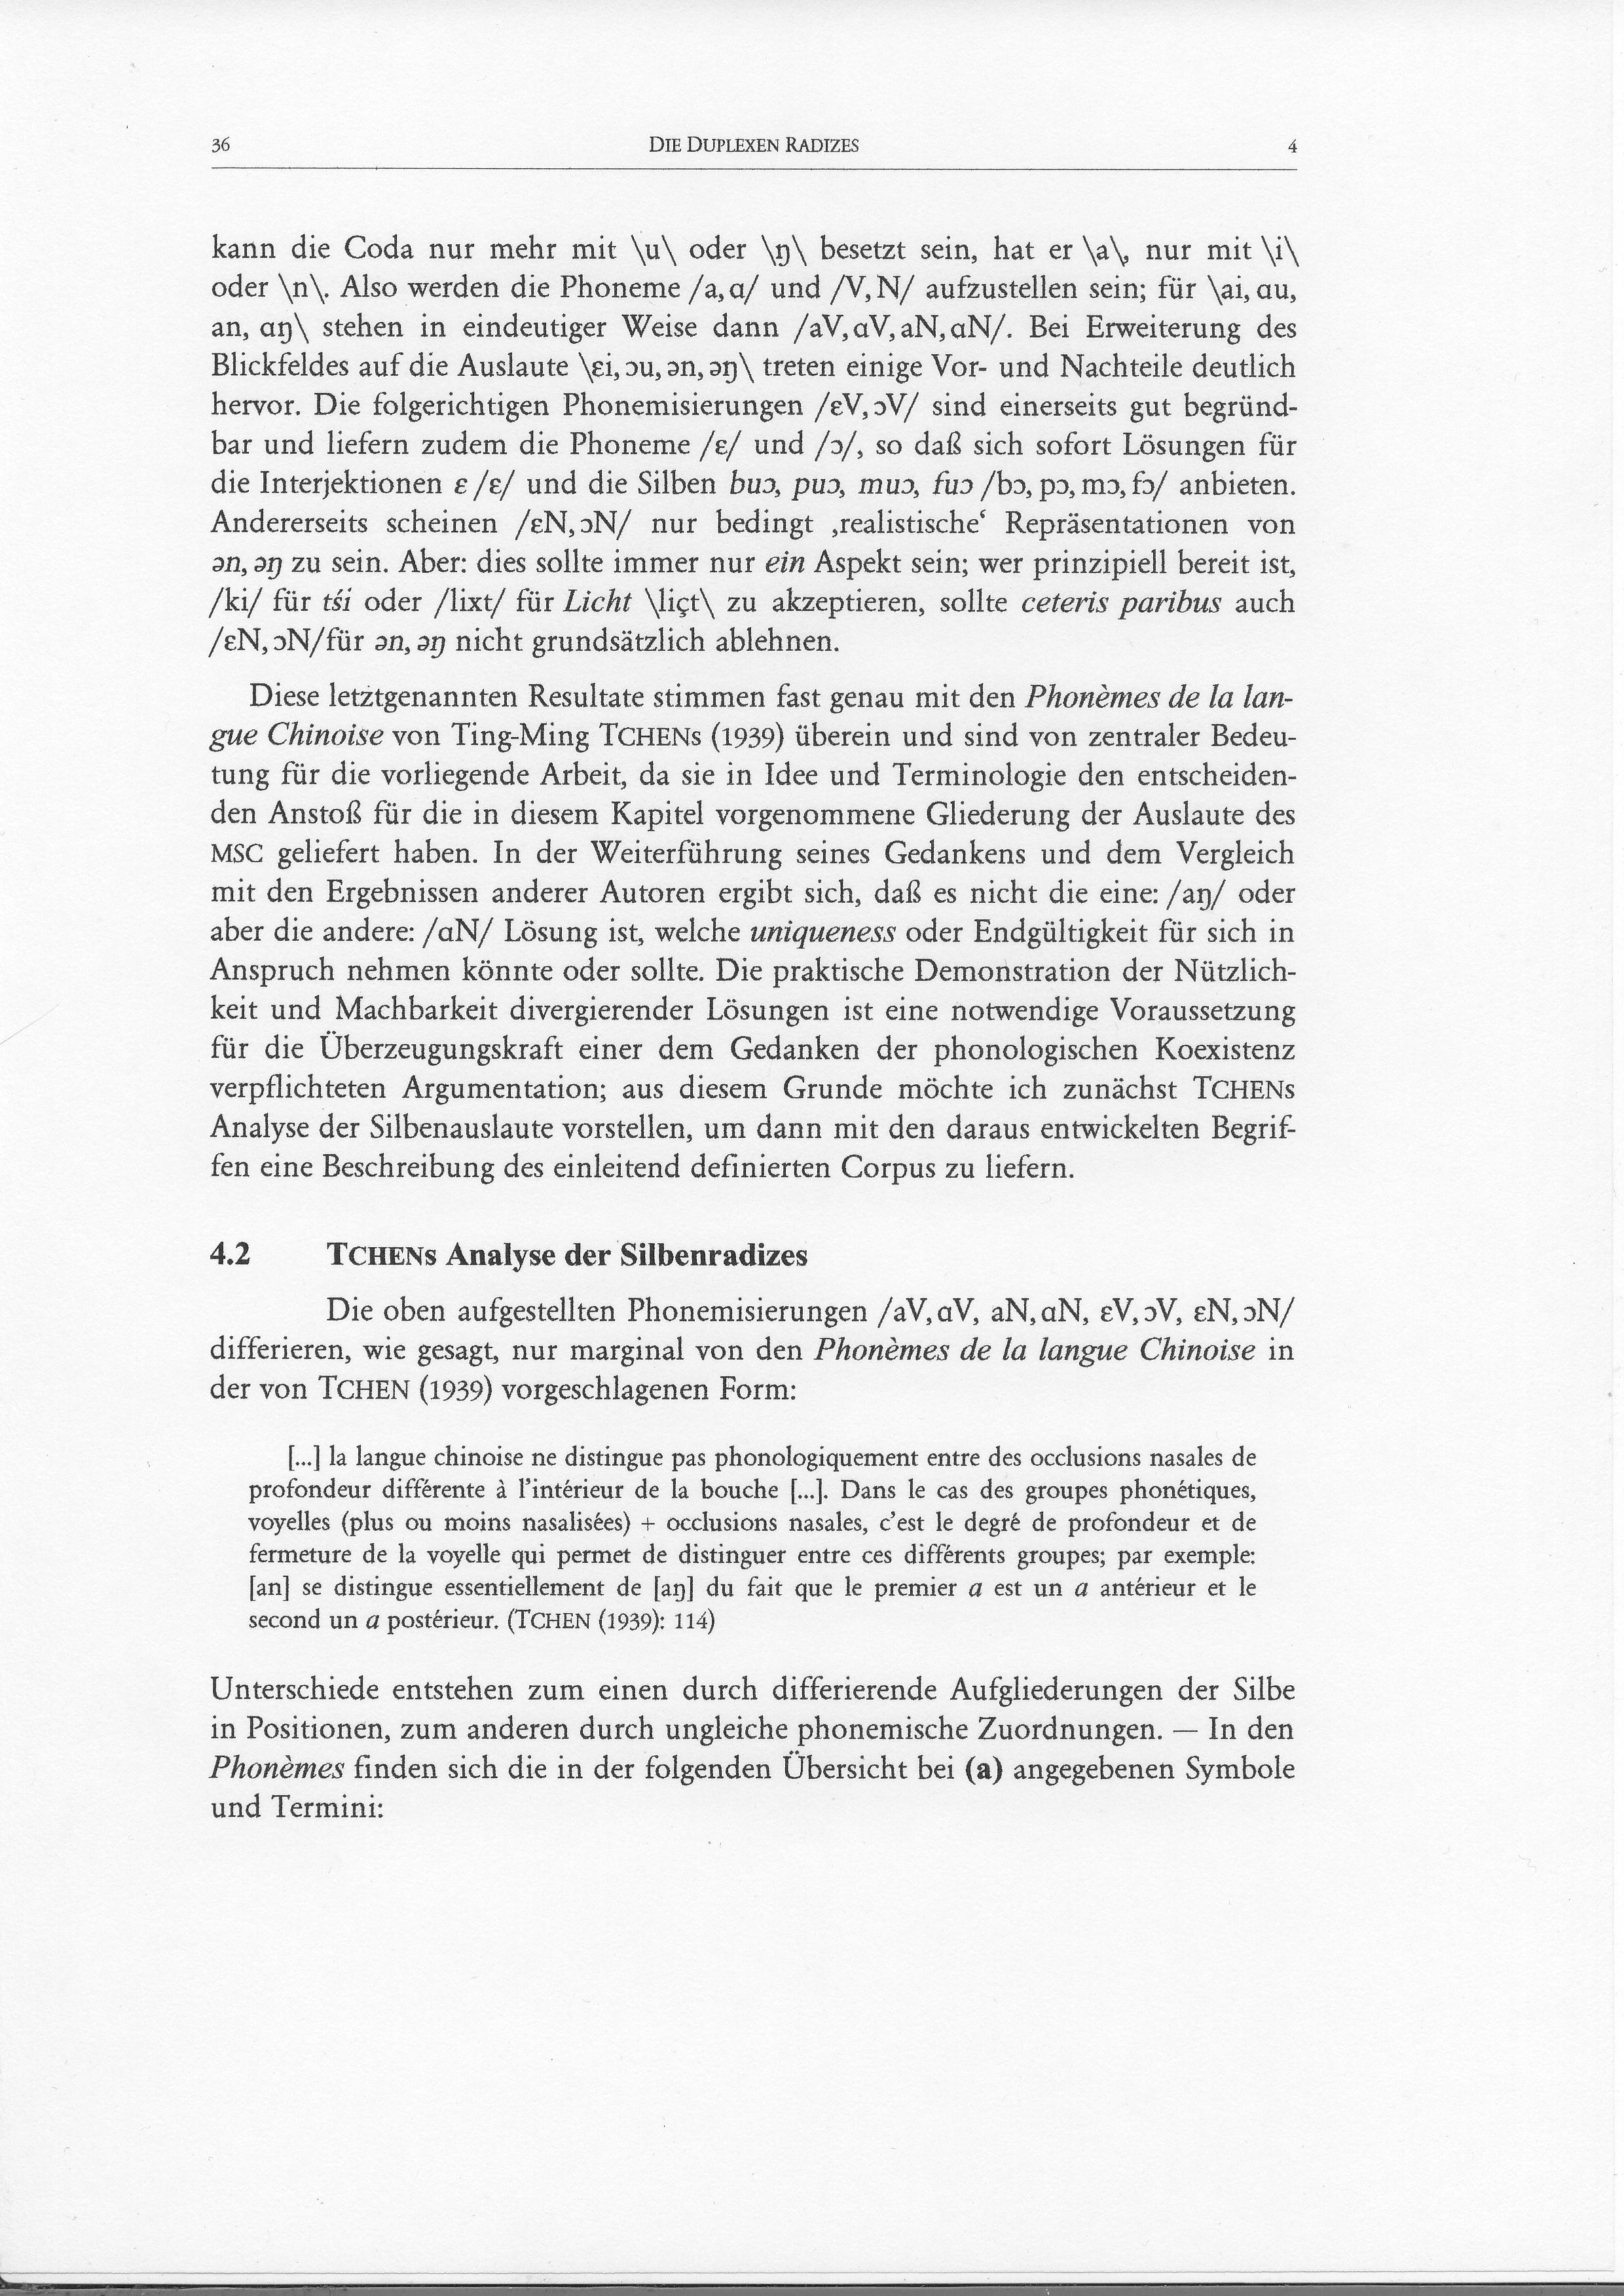 36 DIE DUPLEXEN RADIZES 4
kann die Coda nur mehr mit \u\ oder \ŋ\ besetzt sein, hat er \a\, nur mit \i\
oder \n\. Also werden die Phoneme /a, ɑ/ und /V, N/ aufzustellen sein; für \ai, ɑu,
an, ɑŋ\ stehen in eindeutiger Weise dann /aV, ɑV, aN, ɑN/. Bei Erweiterung des
Blickfeldes auf die Auslaute \ɛi, ɔu, ən, əŋ\ treten einige Vor- und Nachteile deutlich
hervor. Die folgerichtigen Phonemisierungen /ɛV, ɔV/ sind einerseits gut begründ-
bar und liefern zudem die Phoneme /ɛ/ und /ɔ/, so daß sich sofort Lösungen für
die Interjektionen ɛ /ɛ/ und die Silben buɔ, puɔ, muɔ, fuɔ /bɔ, pɔ, mɔ, fɔ/ anbieten.
Andererseits scheinen /ɛN, ɔN/ nur bedingt ‚realistische‘ Repräsentationen von
ən, əŋ zu sein. Aber: dies sollte immer nur ein Aspekt sein; wer prinzipiell bereit ist,
/ki/ für tśi oder /lixt/ für Licht \liçt\ zu akzeptieren, sollte ceteris paribus auch
/ɛN, ɔN/für ən, əŋ nicht grundsätzlich ablehnen.
Diese letztgenannten Resultate stimmen fast genau mit den Phonèmes de la lan-
gue Chinoise von Ting-Ming TCHENs (1939) überein und sind von zentraler Bedeu-
tung für die vorliegende Arbeit, da sie in Idee und Terminologie den entscheiden-
den Anstoß für die in diesem Kapitel vorgenommene Gliederung der Auslaute des
MSC geliefert haben. In der Weiterführung seines Gedankens und dem Vergleich
mit den Ergebnissen anderer Autoren ergibt sich, daß es nicht die eine: /aŋ/ oder
aber die andere: /ɑN/ Lösung ist, welche uniqueness oder Endgültigkeit für sich in
Anspruch nehmen könnte oder sollte. Die praktische Demonstration der Nützlich-
keit und Machbarkeit divergierender Lösungen ist eine notwendige Voraussetzung
für die Überzeugungskraft einer dem Gedanken der phonologischen Koexistenz
verpflichteten Argumentation; aus diesem Grunde möchte ich zunächst TCHENs
Analyse der Silbenauslaute vorstellen, um dann mit den daraus entwickelten Begrif-
fen eine Beschreibung des einleitend definierten Corpus zu liefern.
4.2 TCHENs Analyse der Silbenradizes
Die oben aufgestellten Phonemisierungen /aV, ɑV, aN, ɑN, ɛV, ɔV, ɛN, ɔN/
differieren, wie gesagt, nur marginal von den Phonèmes de la langue Chinoise in
der von TCHEN (1939) vorgeschlagenen Form:
[...] la langue chinoise ne distingue pas phonologiquement entre des occlusions nasales de
profondeur différente à l’intérieur de la bouche [...]. Dans le cas des groupes phonétiques,
voyelles (plus ou moins nasalisées) + occlusions nasales, c’est le degré de profondeur et de
fermeture de la voyelle qui permet de distinguer entre ces différents groupes; par exemple:
[an] se distingue essentiellement de [aŋ] du fait que le premier a est un a antérieur et le
second un a postérieur. (TCHEN (1939): 114)
Unterschiede entstehen zum einen durch differierende Aufgliederungen der Silbe
in Positionen, zum anderen durch ungleiche phonemische Zuordnungen. — In den
Phonèmes finden sich die in der folgenden Übersicht bei (a) angegebenen Symbole
und Termini: